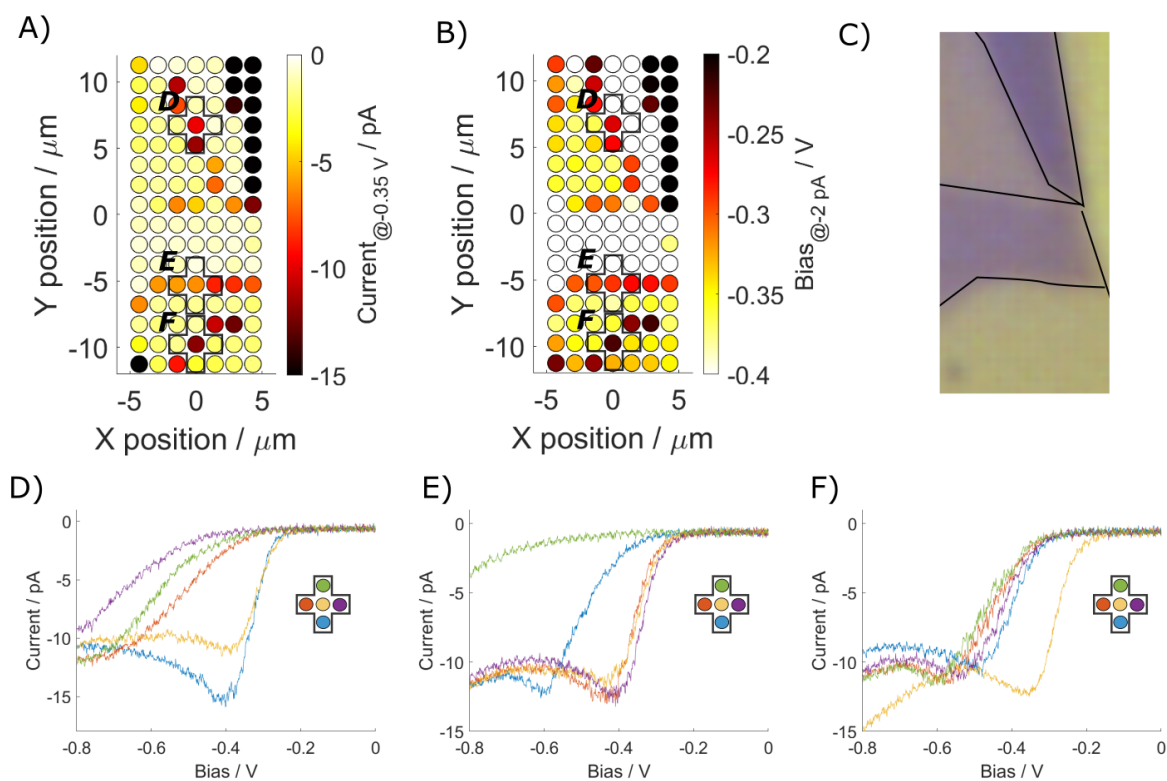 A)
B)
C)
10
5
0
-5
-10
Y position / μm
-5 0 5
X position / μm
D
E
F
0
-5
-10
-15
Current@-0.35 V / pA
10
5
0
-5
-10
Y position / μm
-5 0 5
X position / μm
D
E
F
-0.2
-0.25
-0.3
-0.35
-0.4
Bias@-2 pA / V
D)
E)
F)
0
-5
-10
-15
Current / pA
-0.8 -0.6 -0.4 -0.2 0
Bias / V
0
-5
-10
-15
Current / pA
-0.8 -0.6 -0.4 -0.2 0
Bias / V
0
-5
-10
-15
Current / pA
-0.8 -0.6 -0.4 -0.2 0
Bias / V